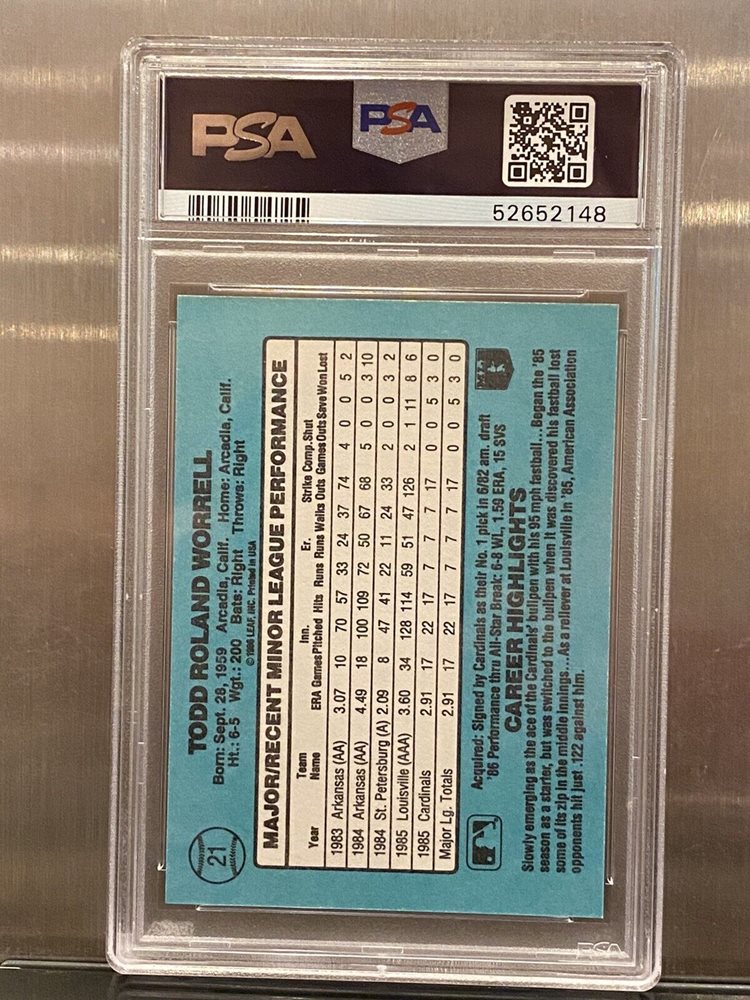 PSA
PSA
52652148
21
TODD ROLAND WORRELL
Born: Sept. 28, 1959 Arcadia, Calif. Home: Arcadia, Calif.
Ht.: 6-5 Wgt.: 200 Bats: Right Throws: Right
© 1986 LEAF, INC. Printed in USA
MAJOR/RECENT MINOR LEAGUE PERFORMANCE
Team Inn. Er. Strike Comp. Shut
Year Name ERA Games Pitched Hits Runs Runs Walks Outs Games Outs Save Won Lost
1983 Arkansas (AA) 3.07 10 70 57 33 24 37 74 4 0 0 5 2
1984 Arkansas (AA) 4.49 18 100 109 72 50 67 68 5 0 0 3 10
1984 St. Petersburg (A) 2.09 8 47 41 22 11 24 33 2 0 0 3 2
1985 Louisville (AAA) 3.60 34 128 114 59 51 47 126 2 1 11 8 6
1985 Cardinals 2.91 17 22 17 7 7 7 17 0 0 5 3 0
Major Lg. Totals 2.91 17 22 17 7 7 7 17 0 0 5 3 0
Acquired: Signed by Cardinals as their No. 1 pick in 6/82 am. draft
'86 Performance thru All-Star Break: 6-8 WL, 1.59 ERA, 15 SVS
CAREER HIGHLIGHTS
Slowly emerging as the ace of the Cardinals' bullpen with his 95 mph fastball...Began the '85
season as a starter, but was switched to the bullpen when it was discovered his fastball lost
some of its zip in the middle innings....As a reliever at Louisville in '85, American Association
opponents hit just .122 against him.
PSA